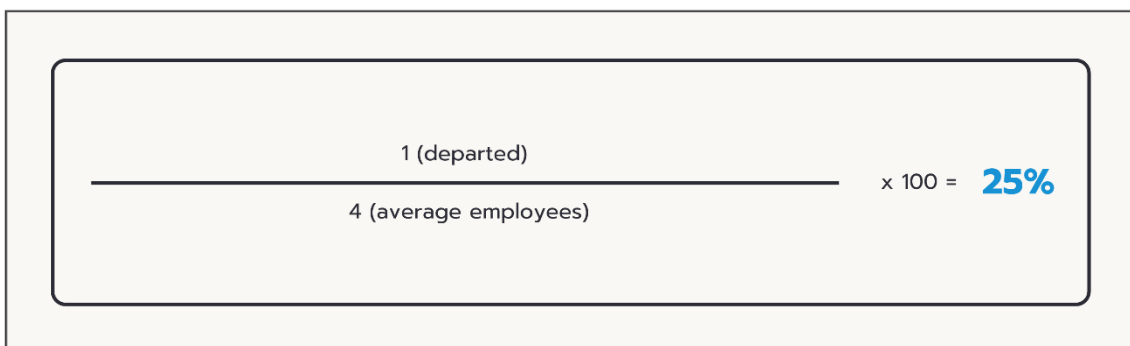 1 (departed)
x 100 = 25%
4 (average employees)